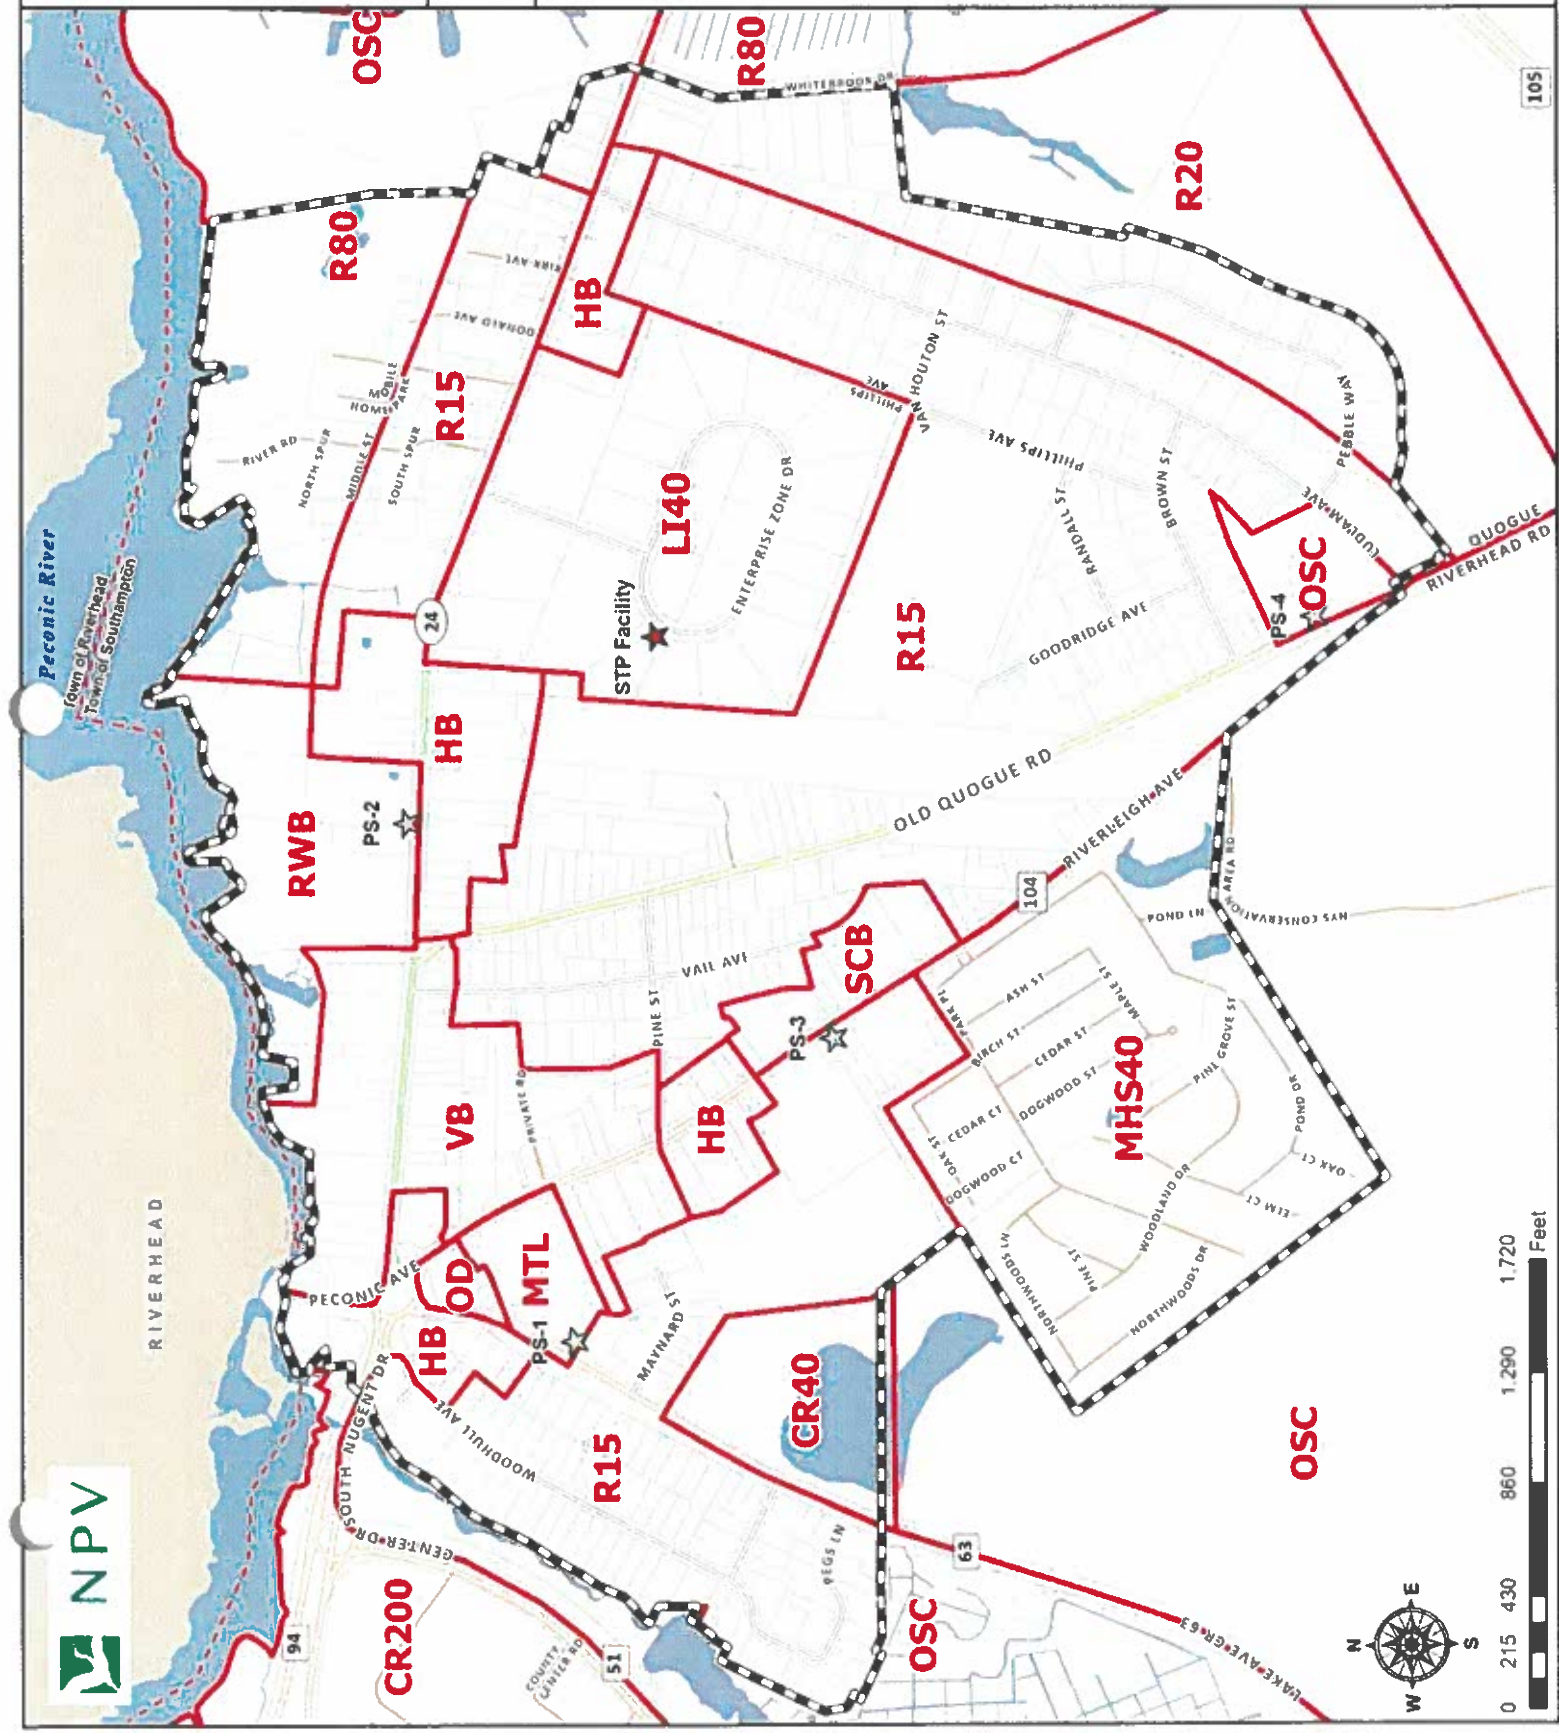 NPV
RIVERHEAD
Peconic River
Town of Riverhead
Town of Southampton
94
CR200
COUNTY
CENTER RD
51
CENTER DR
SOUTH NUGENT DR
PECONIC AVE
WOODHULL AVE
HB
OD
MTL
PS-1
R15
MAYNARD ST
PEGS LN
CR40
OSC
63
LAKE AVE CR 63
OSC
VB
PRIVATE RD
PINE ST
VAIL AVE
HB
PS-3
SCB
104
RIVERLEIGH AVE
OLD QUOGUE RD
PARK PL
ASH ST
BIRCH ST
MAPLE ST
CEDAR ST
DOGWOOD ST
CEDAR CT
OAK ST
DOGWOOD CT
MHS40
PINE GROVE ST
POND DR
OAK CT
ELM CT
WOODLAND DR
PINE ST
NORTHWOODS LN
NORTHWOODS DR
POND LN
NYS CONSERVATION AREA RD
RWB
PS-2
HB
24
STP Facility
LI40
ENTERPRISE ZONE DR
R15
GOODRIDGE AVE
RANDALL ST
BROWN ST
PHILLIPS AVE
PHILLIPS
AVE
VAN HOUTON ST
PS-4
OSC
LUDLAM AVE
PEBBLE WAY
QUOGUE
RIVERHEAD RD
RIVER RD
NORTH SPUR
MIDDLE ST
SOUTH SPUR
MOBILE
HOME PARK
R15
DONALD AVE
KIRK AVE
HB
R80
OSC
R80
WHITEBROOK DR
R20
105
N
W E
S
0 215 430 860 1,290 1,720
Feet